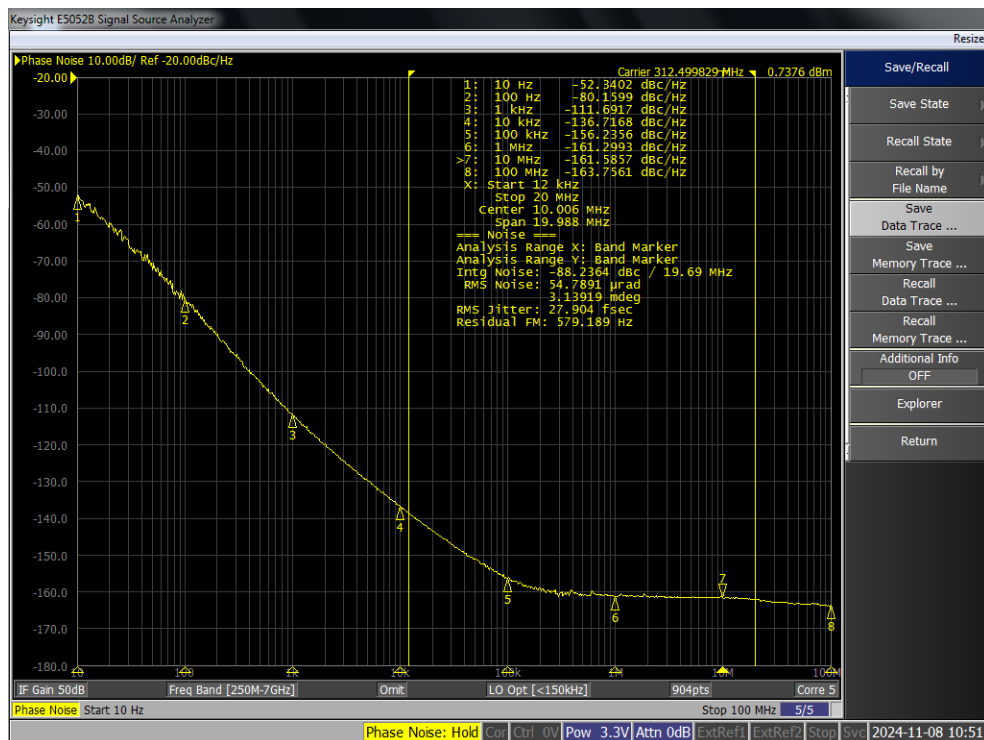 Keysight E5052B Signal Source Analyzer
Resize
Phase Noise 10.00dB/ Ref -20.00dBc/Hz
Carrier 312.499829 MHz 0.7376 dBm
-20.00
-30.00
-40.00
-50.00
-60.00
-70.00
-80.00
-90.00
-100.0
-110.0
-120.0
-130.0
-140.0
-150.0
-160.0
-170.0
-180.0
1: 10 Hz -52.3402 dBc/Hz
2: 100 Hz -80.1599 dBc/Hz
3: 1 kHz -111.6917 dBc/Hz
4: 10 kHz -136.7168 dBc/Hz
5: 100 kHz -156.2356 dBc/Hz
6: 1 MHz -161.2993 dBc/Hz
>7: 10 MHz -161.5857 dBc/Hz
8: 100 MHz -163.7561 dBc/Hz
X: Start 12 kHz
Stop 20 MHz
Center 10.006 MHz
Span 19.988 MHz
=== Noise ===
Analysis Range X: Band Marker
Analysis Range Y: Band Marker
Intg Noise: -88.2364 dBc / 19.69 MHz
RMS Noise: 54.7891 µrad
3.13919 mdeg
RMS Jitter: 27.904 fsec
Residual FM: 579.189 Hz
1
2
3
4
5
6
7
8
10 100 1k 10k 100k 1M 10M 100M
IF Gain 50dB Freq Band [250M-7GHz] Omit LO Opt [<150kHz] 904pts Corre 5
Phase Noise Start 10 Hz Stop 100 MHz 5/5
Phase Noise: Hold Cor Ctrl 0V Pow 3.3V Attn 0dB ExtRef1 ExtRef2 Stop Svc 2024-11-08 10:51
Save/Recall
Save State
Recall State
Recall by
File Name
Save
Data Trace ...
Save
Memory Trace ...
Recall
Data Trace ...
Recall
Memory Trace ...
Additional Info
OFF
Explorer
Return